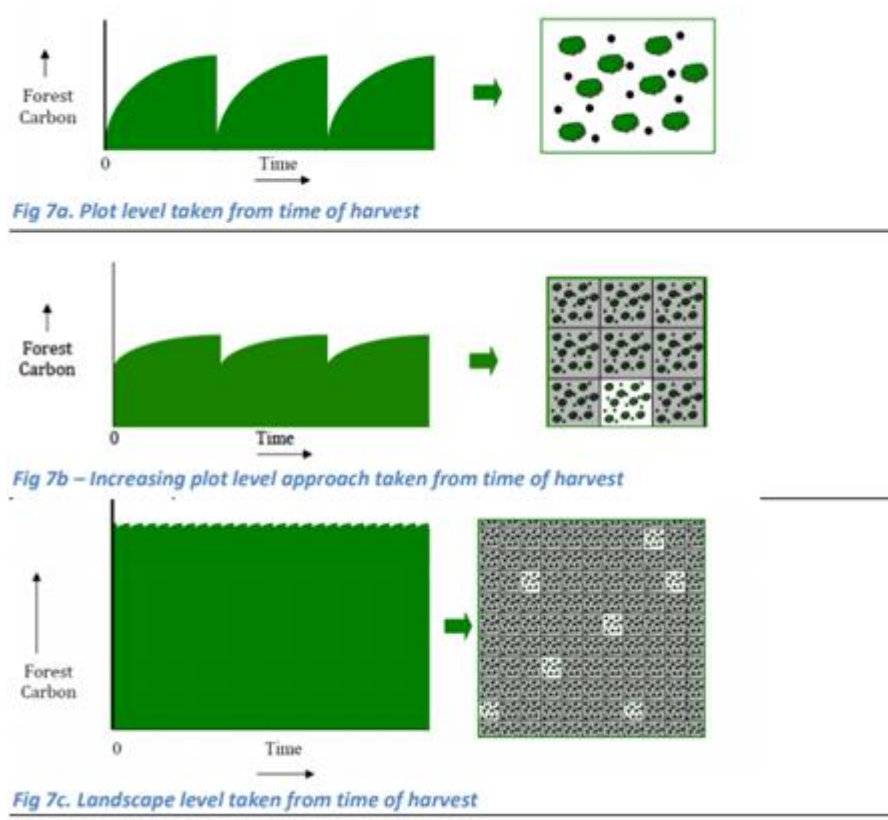 Forest
Carbon
0
Time
Fig 7a. Plot level taken from time of harvest
Forest
Carbon
0
Time
Fig 7b – Increasing plot level approach taken from time of harvest
Forest
Carbon
0
Time
Fig 7c. Landscape level taken from time of harvest